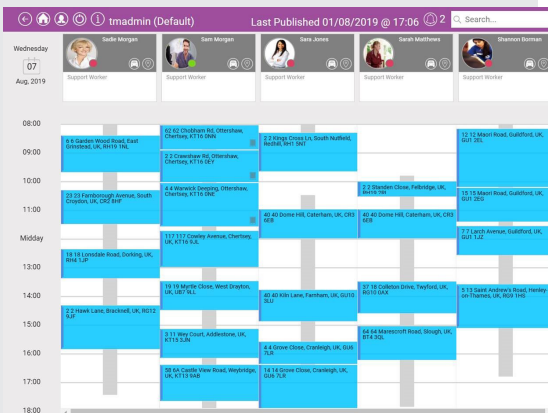 tmadmin (Default)
Last Published 01/08/2019 @ 17:06
2
Search...
Wednesday
07
Aug, 2019
Sadie Morgan
Support Worker
Sam Morgan
Support Worker
Sara Jones
Support Worker
Sarah Matthews
Support Worker
Shannon Borman
Support Worker
08:00
09:00
10:00
11:00
Midday
13:00
14:00
15:00
16:00
17:00
18:00
6 6 Garden Wood Road, East
Grinstead, UK, RH19 1NL
23 23 Farnborough Avenue, South
Croydon, UK, CR2 8HF
18 18 Lonsdale Road, Dorking, UK,
RH4 1JP
2 2 Hawk Lane, Bracknell, UK, RG12
9JF
62 62 Chobham Rd, Ottershaw,
Chertsey, KT16 0NN
2 2 Crawshaw Rd, Ottershaw,
Chertsey, KT16 0EY
4 4 Warwick Deeping, Ottershaw,
Chertsey, KT16 0NE
117 117 Cowley Avenue, Chertsey,
UK, KT16 9JL
19 19 Myrtle Close, West Drayton,
UK, UB7 9LL
3 11 Wey Court, Addlestone, UK,
KT15 5JN
58 6A Castle View Road, Weybridge,
UK, KT13 9AB
2 2 Kings Cross Ln, South Nutfield,
Redhill, RH1 5NT
40 40 Dome Hill, Caterham, UK, CR3
6EB
40 40 Kiln Lane, Farnham, UK, GU10
3LU
4 4 Grove Close, Cranleigh, UK, GU6
7LR
14 14 Grove Close, Cranleigh, UK,
GU6 7LR
2 2 Standen Close, Felbridge, UK,
40 40 Dome Hill, Caterham, UK, CR3
6EB
37 18 Colleton Drive, Twyford, UK,
RG10 0AX
64 64 Marescroft Road, Slough, UK,
12 12 Maori Road, Guildford, UK,
GU1 2EL
15 15 Maori Road, Guildford, UK,
GU1 2EG
7 7 Larch Avenue, Guildford, UK,
GU1 1JZ
5 13 Saint Andrew's Road, Henley-
on-Thames, UK, RG9 1HS